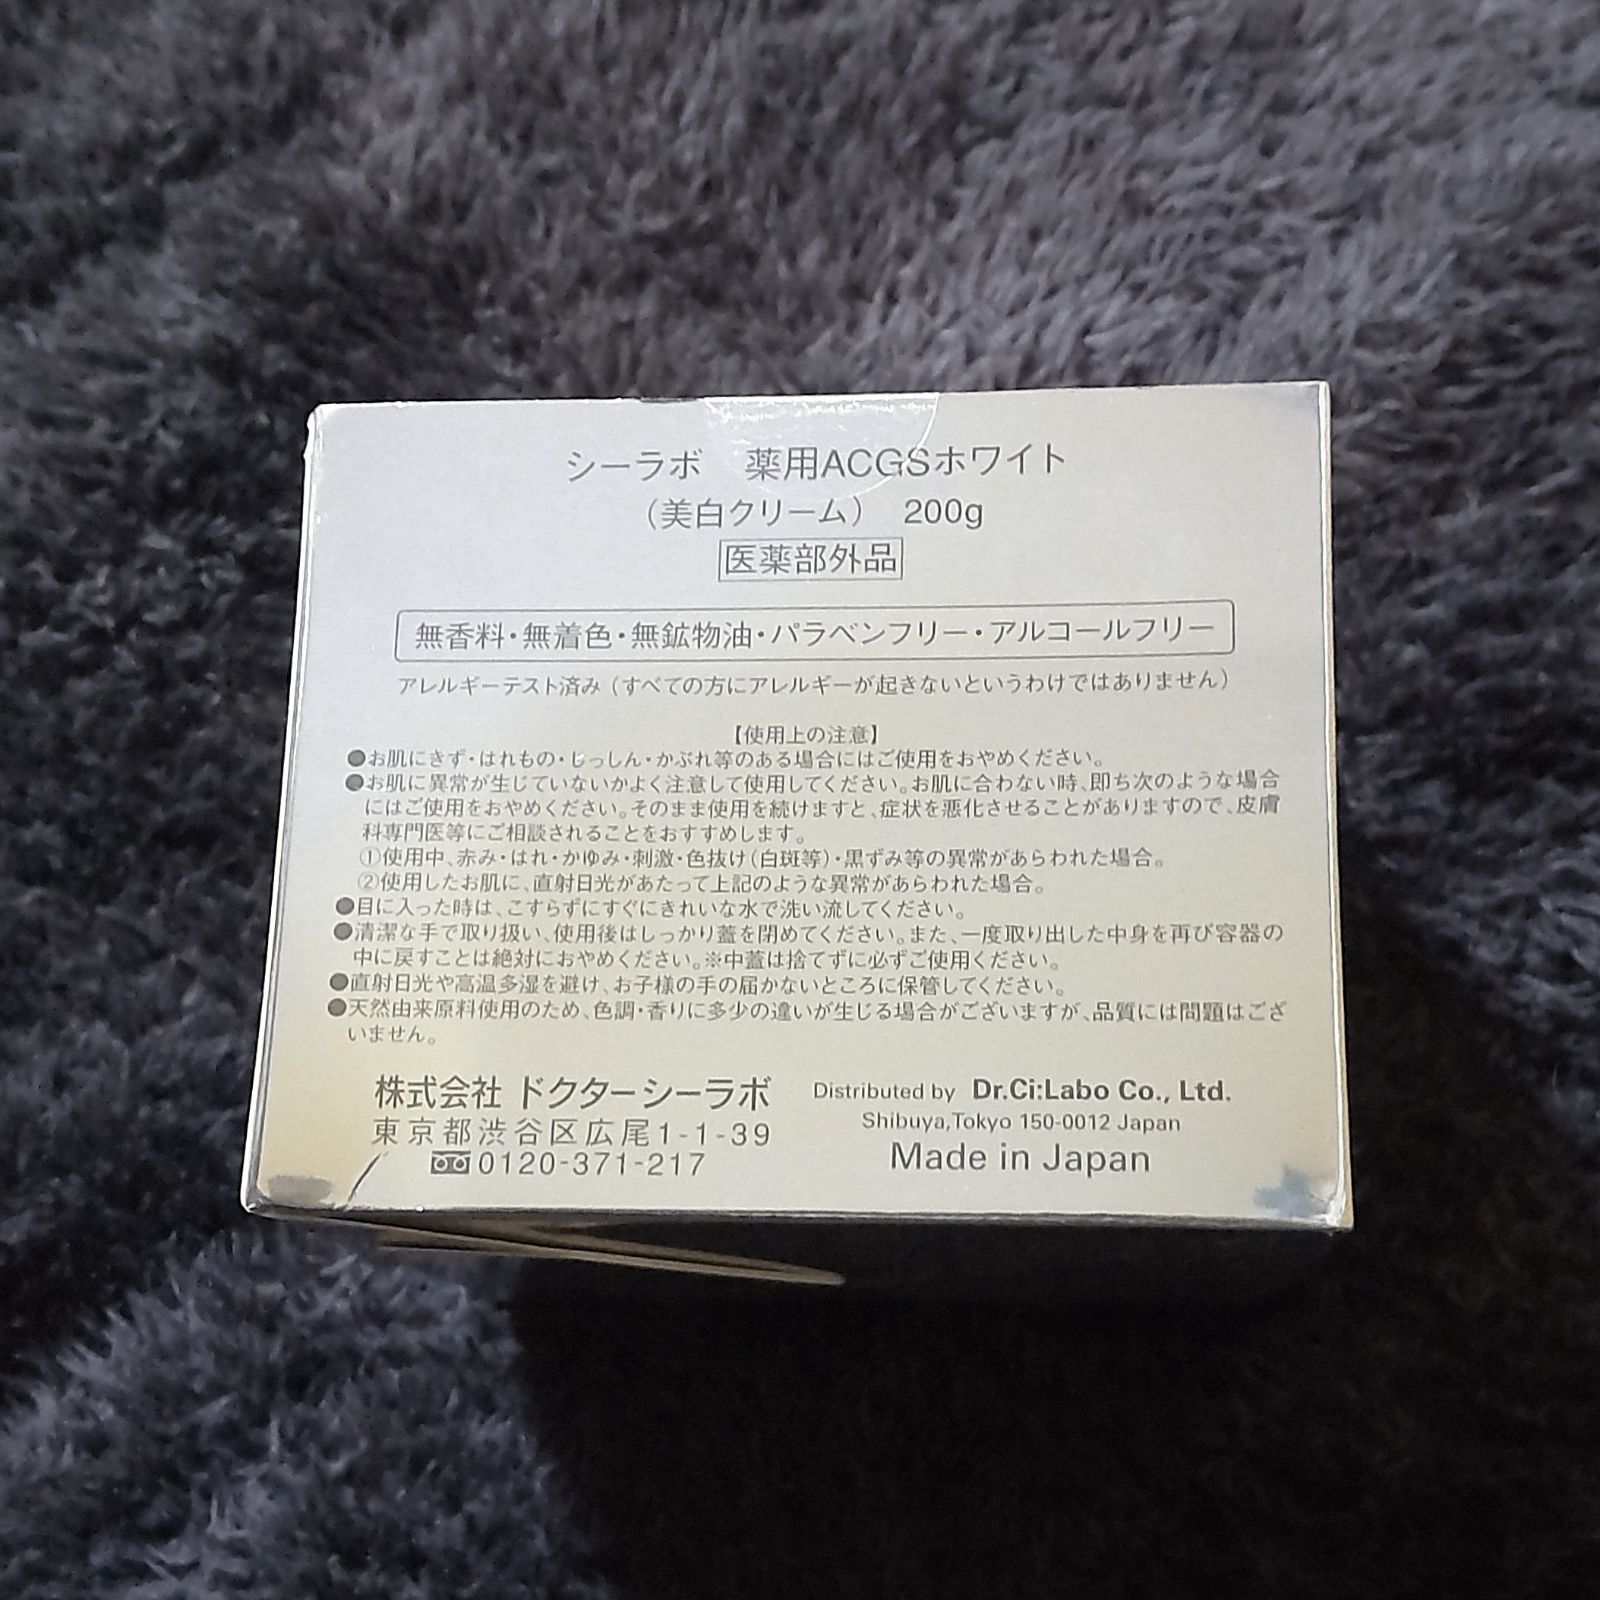 シーラボ 薬用ACGSホワイト
（美白クリーム） 200g
医薬部外品
無香料・無着色・無鉱物油・パラベンフリー・アルコールフリー
アレルギーテスト済み（すべての方にアレルギーが起きないというわけではありません）
【使用上の注意】
●お肌にきず・はれもの・しっしん・かぶれ等のある場合にはご使用をおやめください。
●お肌に異常が生じていないかよく注意して使用してください。お肌に合わない時、即ち次のような場合
にはご使用をおやめください。そのまま使用を続けますと、症状を悪化させることがありますので、皮膚
科専門医等にご相談されることをおすすめします。
①使用中、赤み・はれ・かゆみ・刺激・色抜け（白斑等）・黒ずみ等の異常があらわれた場合。
②使用したお肌に、直射日光があたって上記のような異常があらわれた場合。
●目に入った時は、こすらずにすぐにきれいな水で洗い流してください。
●清潔な手で取り扱い、使用後はしっかり蓋を閉めてください。また、一度取り出した中身を再び容器の
中に戻すことは絶対におやめください。※中蓋は捨てずに必ずご使用ください。
●直射日光や高温多湿を避け、お子様の手の届かないところに保管してください。
●天然由来原料使用のため、色調・香りに多少の違いが生じる場合がございますが、品質には問題はござ
いません。
株式会社 ドクターシーラボ
東京都渋谷区広尾1-1-39
0120-371-217
Distributed by Dr.Ci:Labo Co., Ltd.
Shibuya,Tokyo 150-0012 Japan
Made in Japan